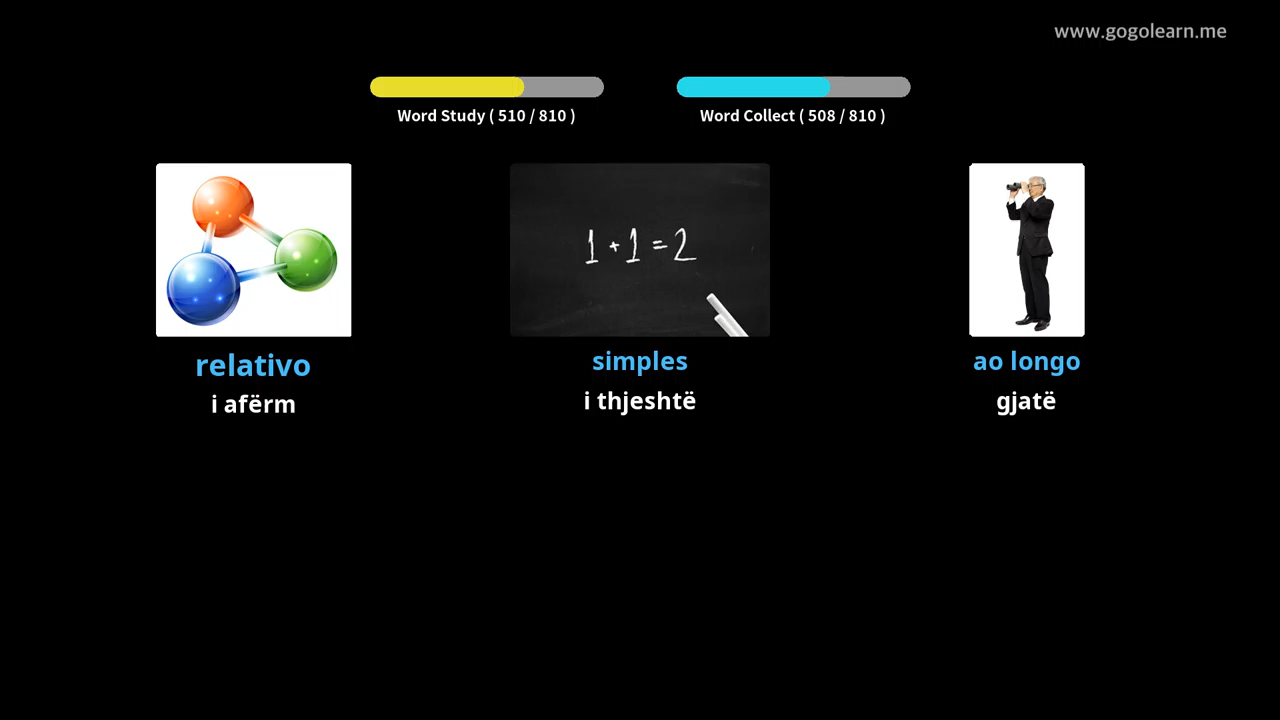 www.gogolearn.me
Word Study ( 510 / 810 )
Word Collect ( 508 / 810 )
1 + 1 = 2
relativo
i afërm
simples
i thjeshtë
ao longo
gjatë